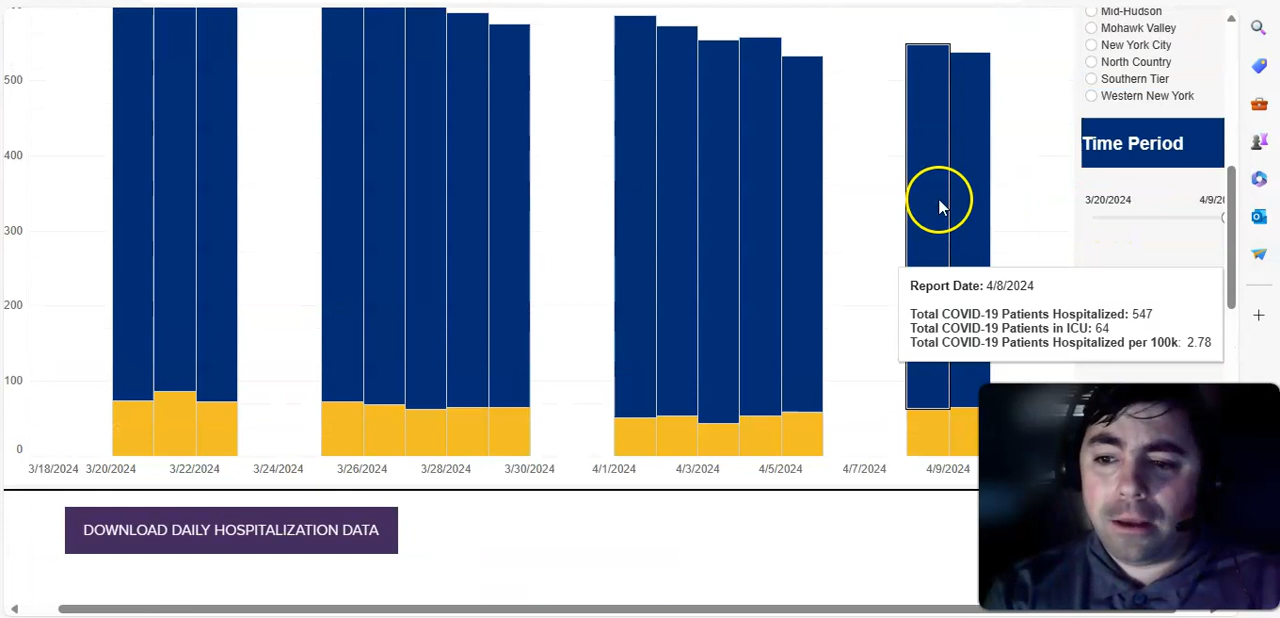 Mid-Hudson
Mohawk Valley
New York City
North Country
Southern Tier
Western New York
Time Period
3/20/2024 4/9/20
500
400
300
200
100
0
Report Date: 4/8/2024
Total COVID-19 Patients Hospitalized: 547
Total COVID-19 Patients in ICU: 64
Total COVID-19 Patients Hospitalized per 100k: 2.78
3/18/2024 3/20/2024 3/22/2024 3/24/2024 3/26/2024 3/28/2024 3/30/2024 4/1/2024 4/3/2024 4/5/2024 4/7/2024 4/9/2024
DOWNLOAD DAILY HOSPITALIZATION DATA